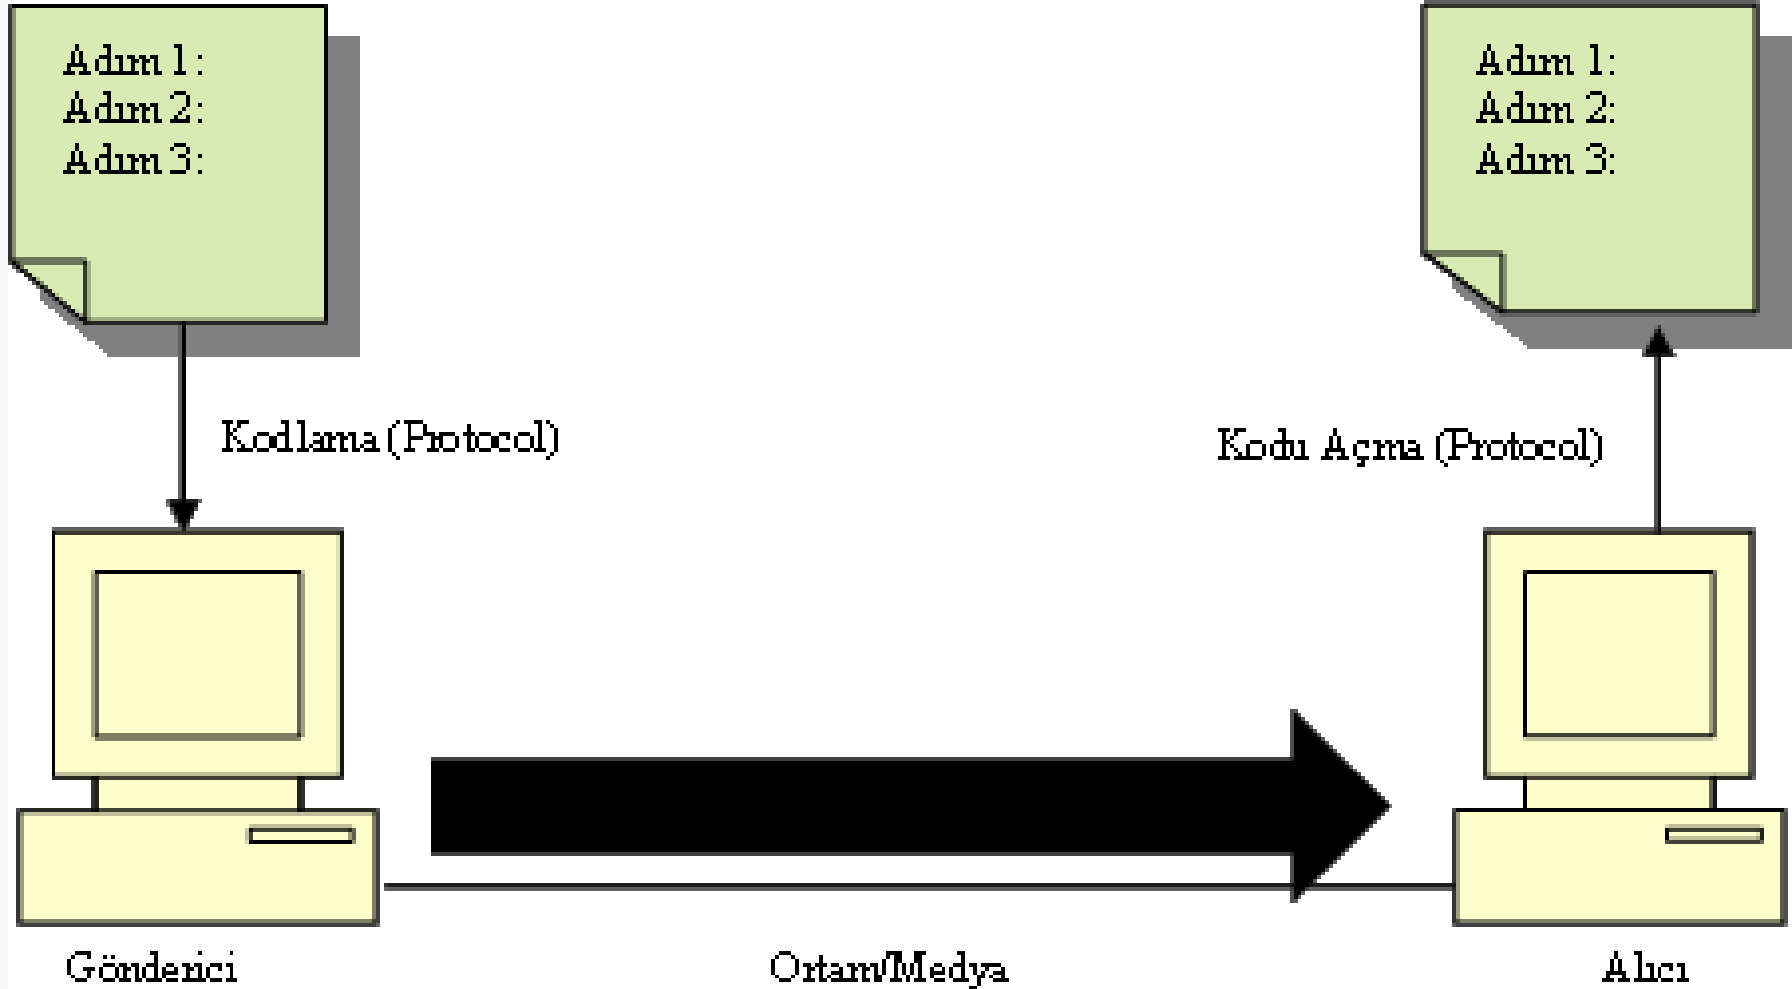 Adım 1:
Adım 2:
Adım 3:
Adım 1:
Adım 2:
Adım 3:
Kodlama (Protocol)
Kodu Açma (Protocol)
Gönderici
Ortam/Medya
Alıcı